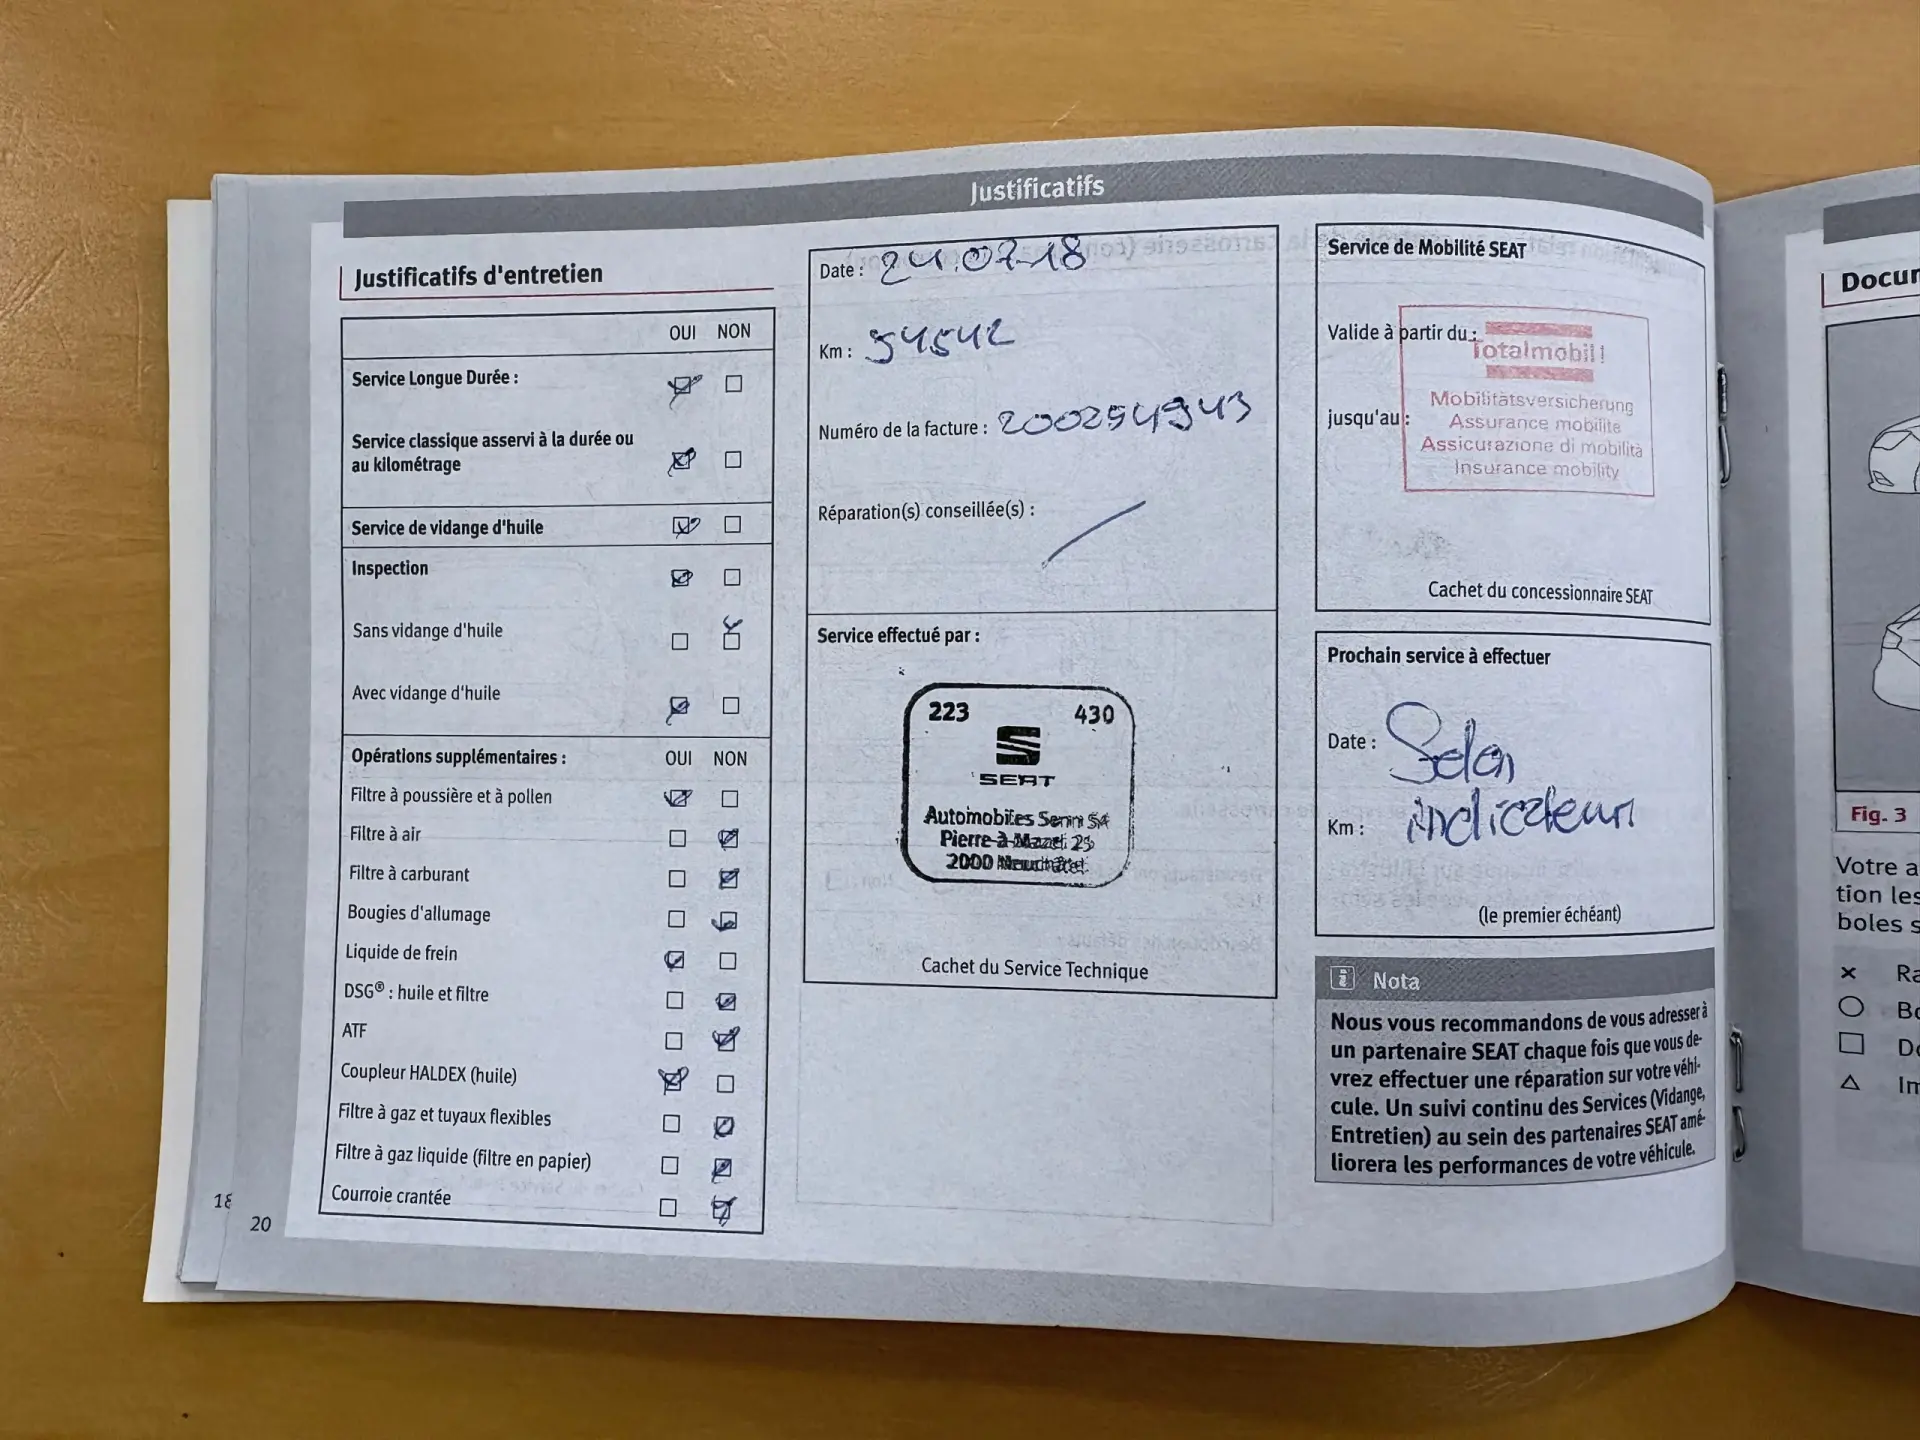 Justificatifs
Justificatifs d'entretien
OUI NON
Service Longue Durée :
Service classique asservi à la durée ou
au kilométrage
Service de vidange d'huile
Inspection
Sans vidange d'huile
Avec vidange d'huile
Opérations supplémentaires : OUI NON
Filtre à poussière et à pollen
Filtre à air
Filtre à carburant
Bougies d'allumage
Liquide de frein
DSG® : huile et filtre
ATF
Coupleur HALDEX (huile)
Filtre à gaz et tuyaux flexibles
Filtre à gaz liquide (filtre en papier)
Courroie crantée
18
20
Date : 24.07.18
Km : 54542
Numéro de la facture :
Réparation(s) conseillée(s) :
Service effectué par :
223 430
SEAT
Automobiles Senn SA
Pierre-à-Mazel 25
2000 Neuchâtel
Cachet du Service Technique
Service de Mobilité SEAT
Valide à partir du :
Totalmobil!
jusqu'au :
Mobilitätsversicherung
Assurance mobilité
Assicurazione di mobilità
Insurance mobility
Cachet du concessionnaire SEAT
Prochain service à effectuer
Date : Selon
Km : indicateur
(le premier échéant)
i Nota
Nous vous recommandons de vous adresser à
un partenaire SEAT chaque fois que vous de-
vrez effectuer une réparation sur votre véhi-
cule. Un suivi continu des Services (Vidange,
Entretien) au sein des partenaires SEAT amé-
liorera les performances de votre véhicule.
Fig. 3
Votre a
tion les
boles s